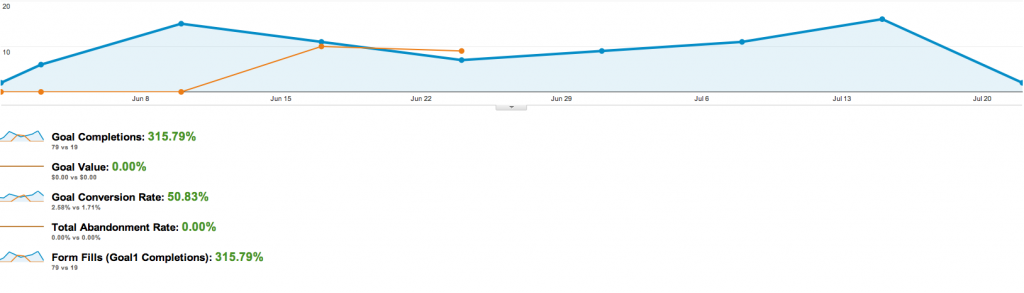 20
10
Jun 8 Jun 15 Jun 22 Jun 29 Jul 6 Jul 13 Jul 20
Goal Completions: 315.79%
79 vs 19
Goal Value: 0.00%
$0.00 vs $0.00
Goal Conversion Rate: 50.83%
2.58% vs 1.71%
Total Abandonment Rate: 0.00%
0.00% vs 0.00%
Form Fills (Goal1 Completions): 315.79%
79 vs 19